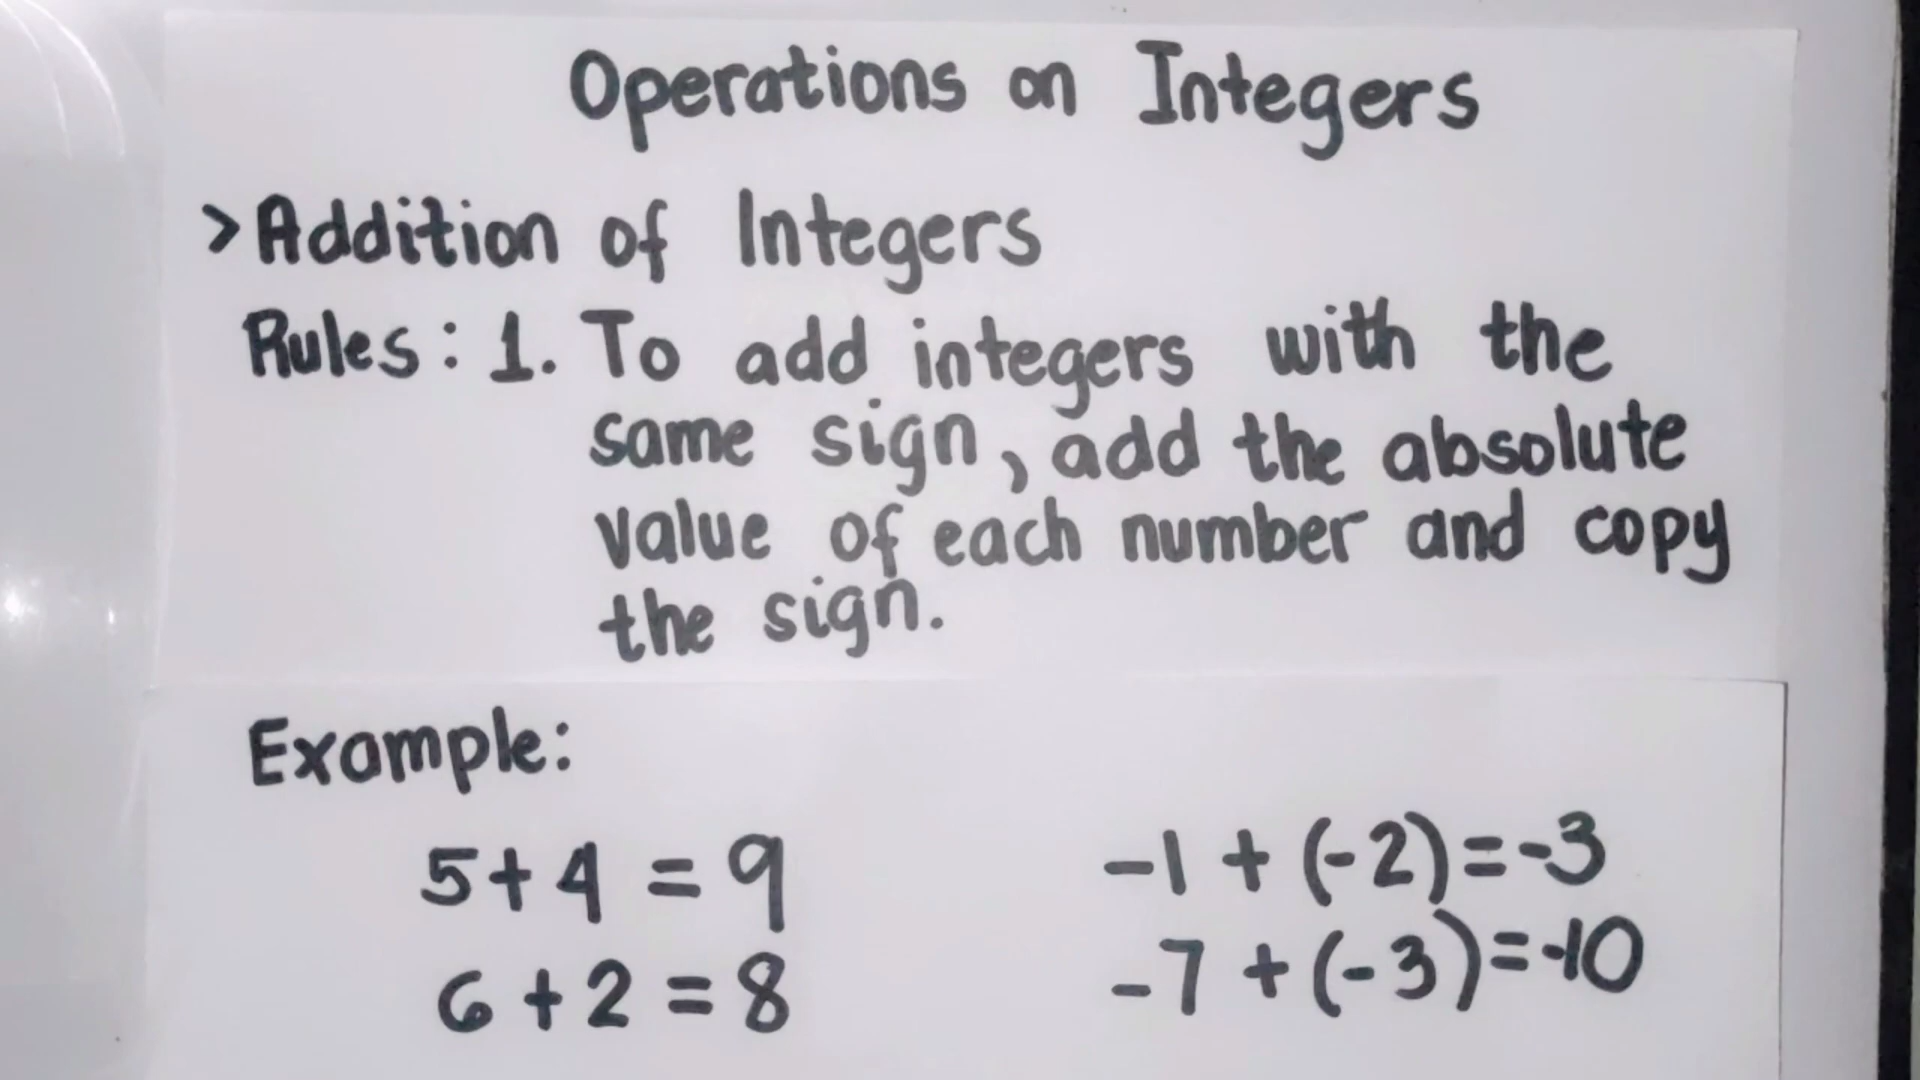 Operations on Integers
> Addition of Integers
Rules: 1. To add integers with the
same sign, add the absolute
value of each number and copy
the sign.
Example:
5+4 = 9
-1 + (-2)=-3
6+2=8
-7 +(-3)=-10